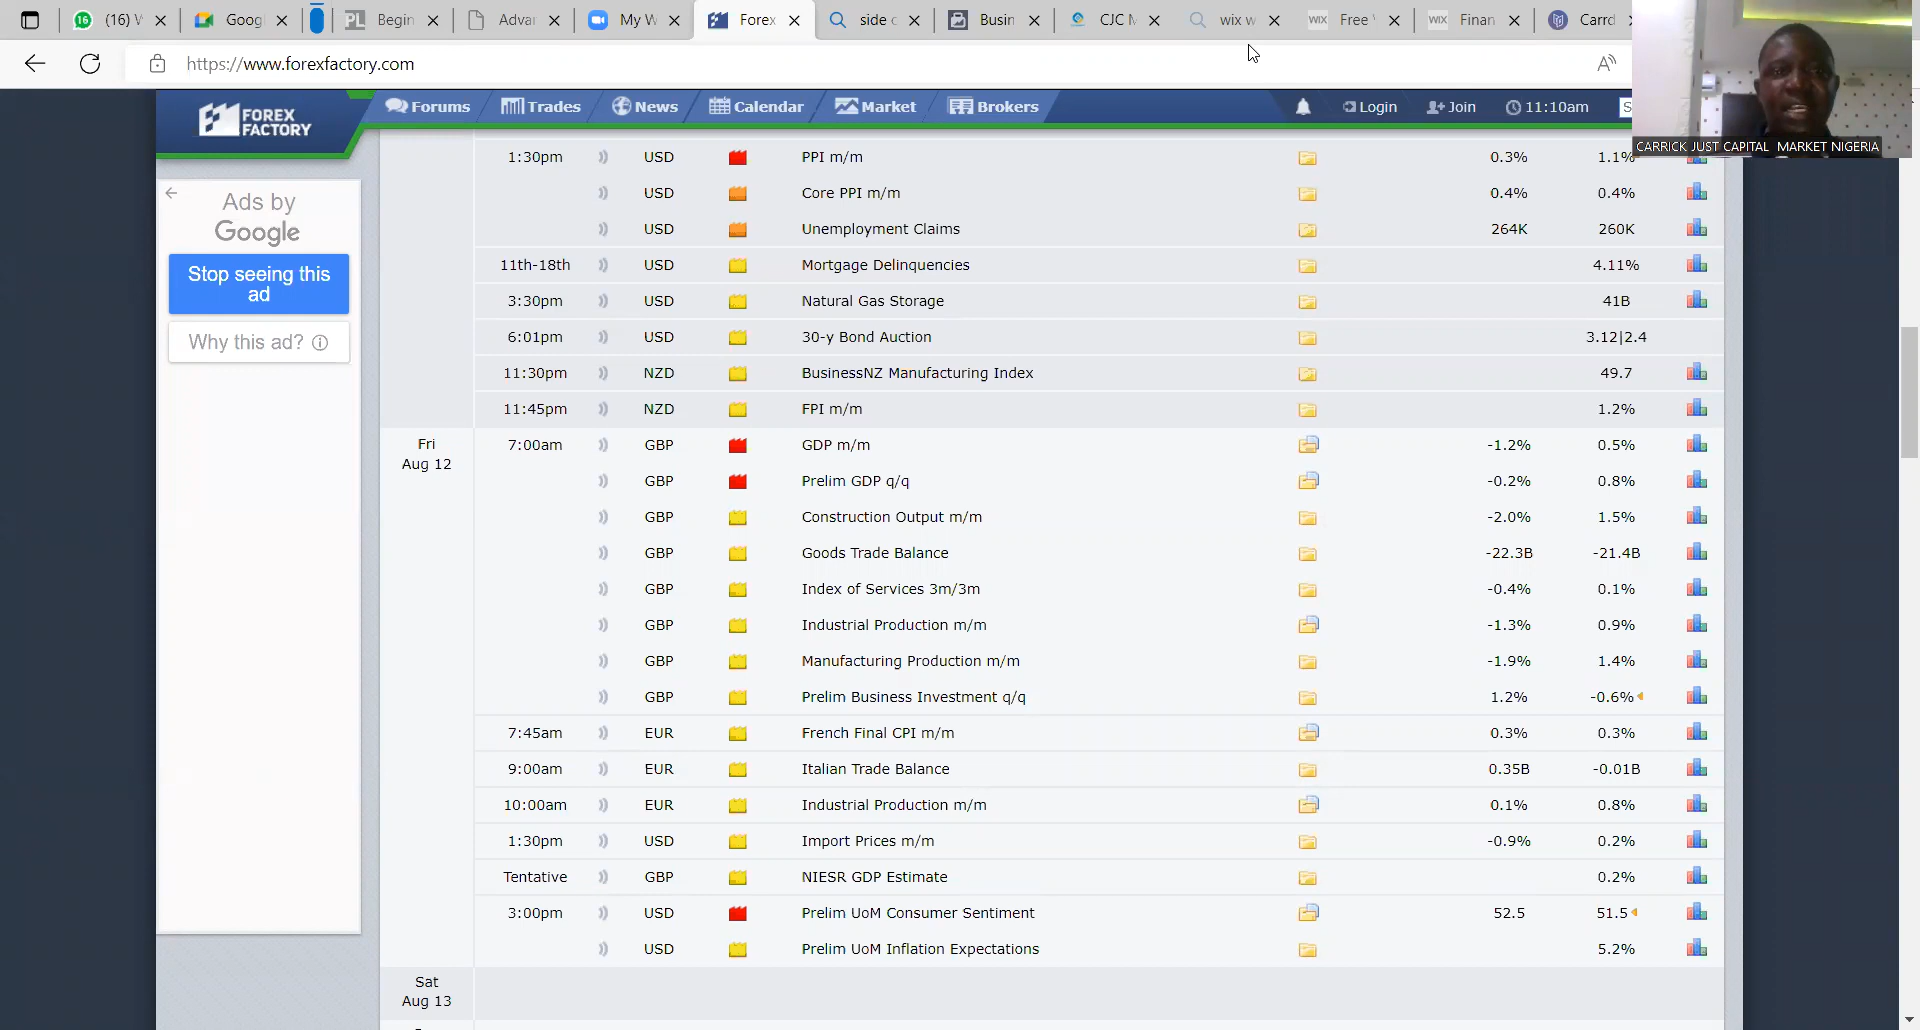 (16) V
Goog
Begin
Advar
My W
Forex
side c
Busin
CJC M
wix w
WIX
Free
WIX
Finan
Carrd
https://www.forexfactory.com
FOREX
FACTORY
Forums
Trades
News
Calendar
Market
Brokers
Login
Join
11:10am
S
CARRICK JUST CAPITAL MARKET NIGERIA
Ads by
Google
Stop seeing this
ad
Why this ad?
1:30pm USD PPI m/m 0.3% 1.1%
USD Core PPI m/m 0.4% 0.4%
USD Unemployment Claims 264K 260K
11th-18th USD Mortgage Delinquencies 4.11%
3:30pm USD Natural Gas Storage 41B
6:01pm USD 30-y Bond Auction 3.12|2.4
11:30pm NZD BusinessNZ Manufacturing Index 49.7
11:45pm NZD FPI m/m 1.2%
Fri
Aug 12
7:00am GBP GDP m/m -1.2% 0.5%
GBP Prelim GDP q/q -0.2% 0.8%
GBP Construction Output m/m -2.0% 1.5%
GBP Goods Trade Balance -22.3B -21.4B
GBP Index of Services 3m/3m -0.4% 0.1%
GBP Industrial Production m/m -1.3% 0.9%
GBP Manufacturing Production m/m -1.9% 1.4%
GBP Prelim Business Investment q/q 1.2% -0.6%
7:45am EUR French Final CPI m/m 0.3% 0.3%
9:00am EUR Italian Trade Balance 0.35B -0.01B
10:00am EUR Industrial Production m/m 0.1% 0.8%
1:30pm USD Import Prices m/m -0.9% 0.2%
Tentative GBP NIESR GDP Estimate 0.2%
3:00pm USD Prelim UoM Consumer Sentiment 52.5 51.5
USD Prelim UoM Inflation Expectations 5.2%
Sat
Aug 13